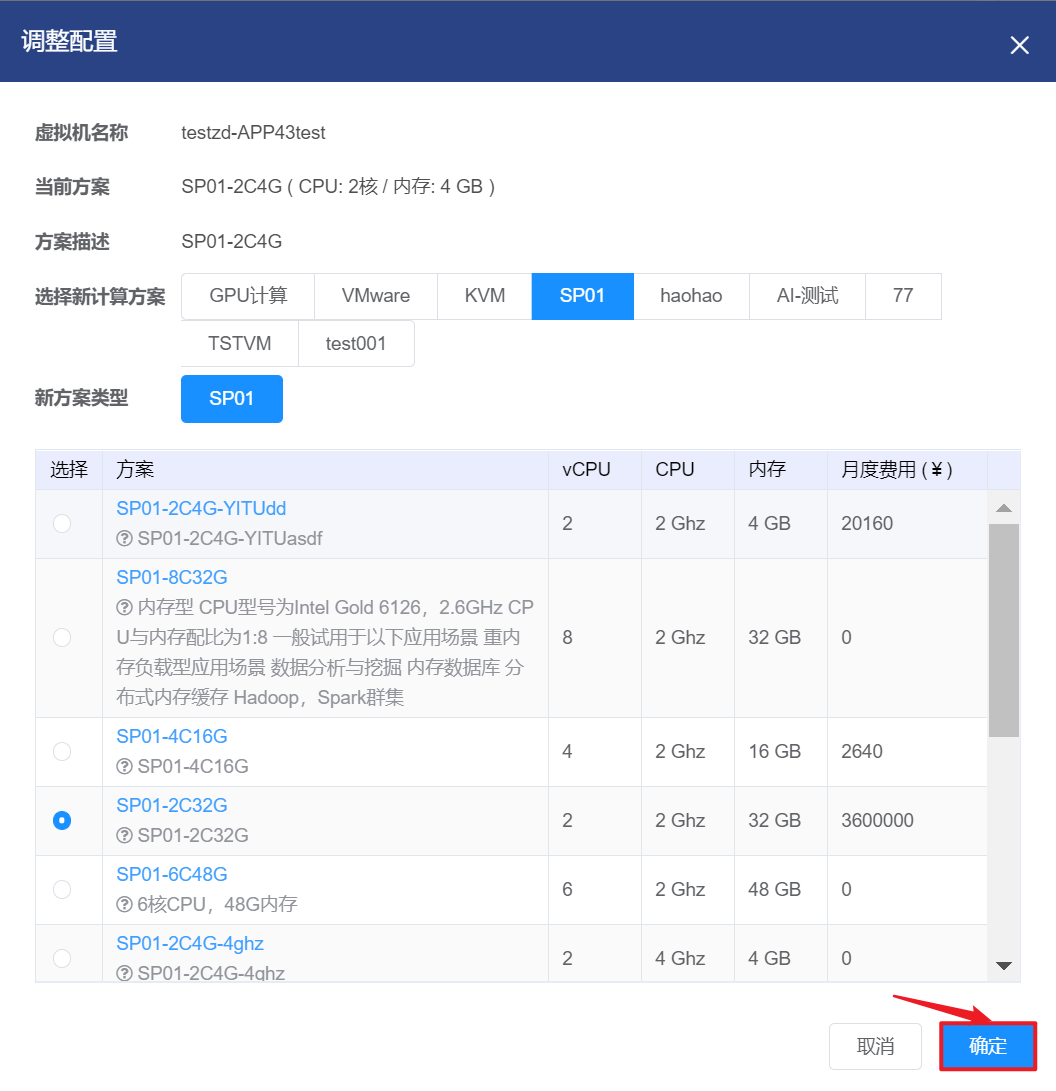 调整配置
虚拟机名称 testzd-APP43test
当前方案 SP01-2C4G ( CPU: 2核 / 内存: 4 GB )
方案描述 SP01-2C4G
选择新计算方案 GPU计算 VMware KVM SP01 haohao AI-测试 77
TSTVM test001
新方案类型 SP01
选择 方案 vCPU CPU 内存 月度费用 (￥)
SP01-2C4G-YITUdd
SP01-2C4G-YITUasdf 2 2 Ghz 4 GB 20160
SP01-8C32G
内存型 CPU型号为Intel Gold 6126，2.6GHz CP
U与内存配比为1:8 一般试用于以下应用场景 重内 8 2 Ghz 32 GB 0
存负载型应用场景 数据分析与挖掘 内存数据库 分
布式内存缓存 Hadoop，Spark群集
SP01-4C16G
SP01-4C16G 4 2 Ghz 16 GB 2640
SP01-2C32G
SP01-2C32G 2 2 Ghz 32 GB 3600000
SP01-6C48G
6核CPU，48G内存 6 2 Ghz 48 GB 0
SP01-2C4G-4ghz
SP01-2C4G-4ghz 2 4 Ghz 4 GB 0
取消 确定